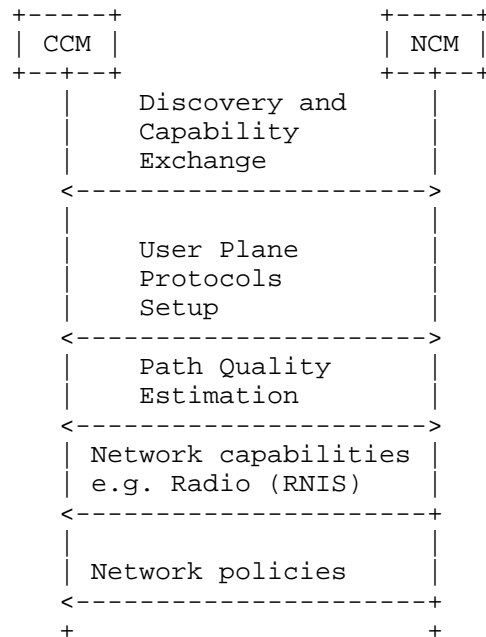 CCM NCM
Discovery and
Capability
Exchange
User Plane
Protocols
Setup
Path Quality
Estimation
Network capabilities
e.g. Radio (RNIS)
Network policies